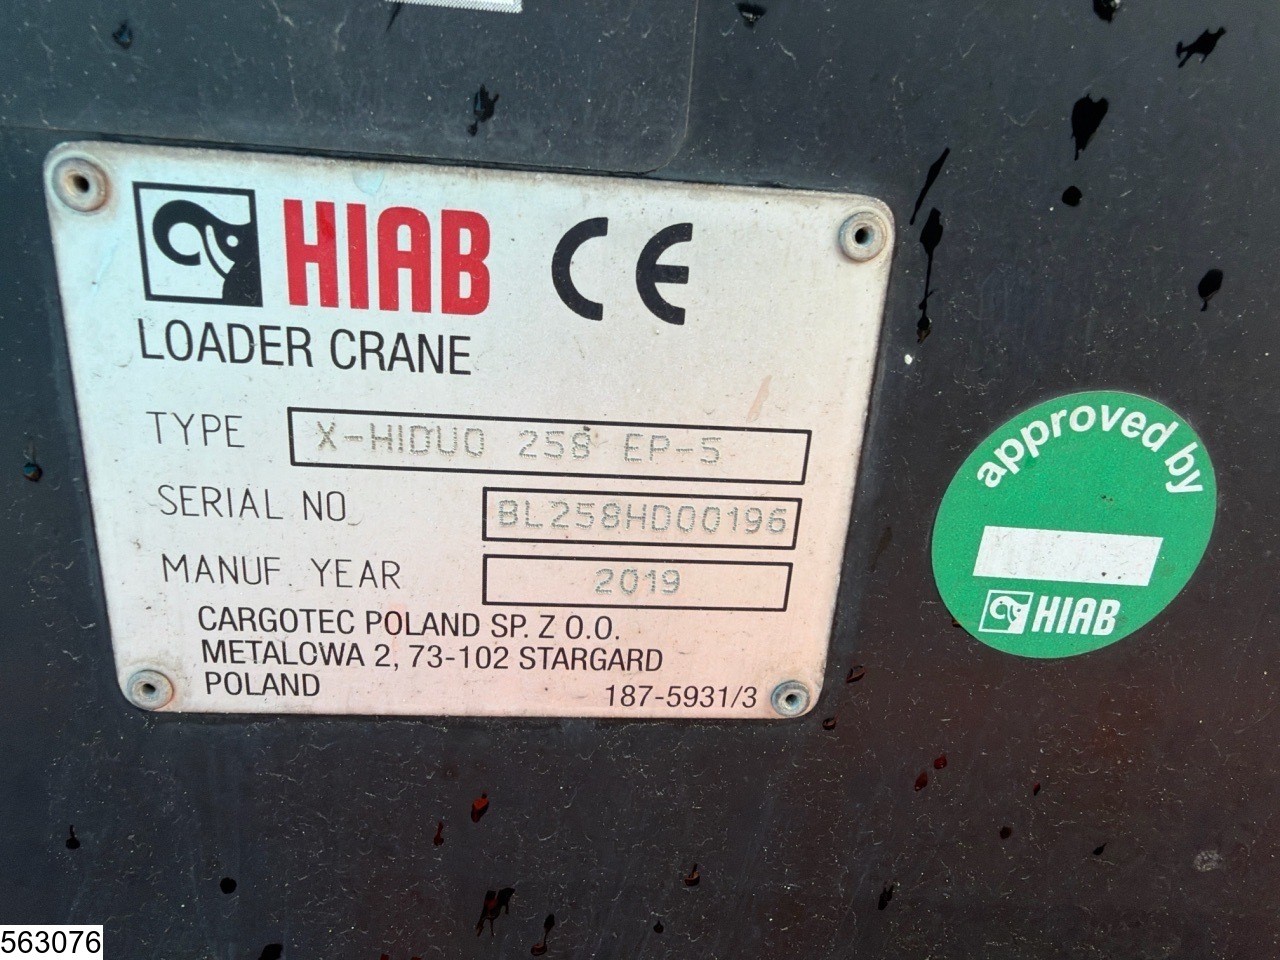 HIAB CE
LOADER CRANE
TYPE X-HIDUO 258 EP-5
SERIAL NO BL258HD00196
MANUF. YEAR 2019
CARGOTEC POLAND SP. Z O.O.
METALOWA 2, 73-102 STARGARD
POLAND 187-5931/3
approved by
HIAB
563076